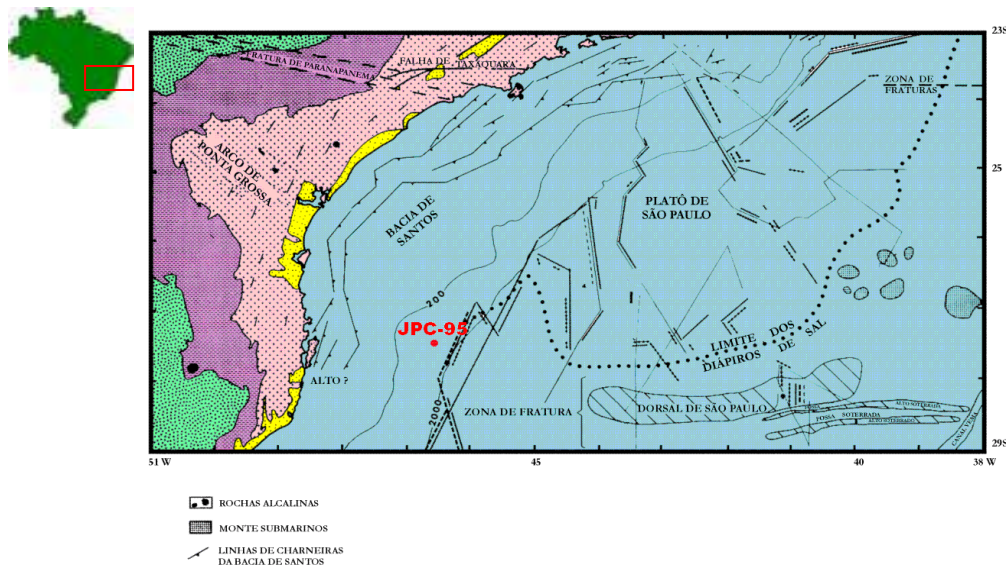 23S
FRATURA DE PARANAPANEMA
FALHA DE TAXAQUARA
ZONA DE
FRATURAS
25
ARCO DE
PONTA GROSSA
BACIA DE
SANTOS
PLATÔ DE
SÃO PAULO
200
JPC-95
LIMITE DOS
DIÁPIROS DE SAL
ALTO ?
2000
ZONA DE FRATURA
DORSAL DE SÃO PAULO
ALTO SOTERRADA
FOSSA SOTERRADA
ALTO SOTERRADO
CANAL VEMA
29S
51 W
45
40
38 W
ROCHAS ALCALINAS
MONTE SUBMARINOS
LINHAS DE CHARNEIRAS
DA BACIA DE SANTOS